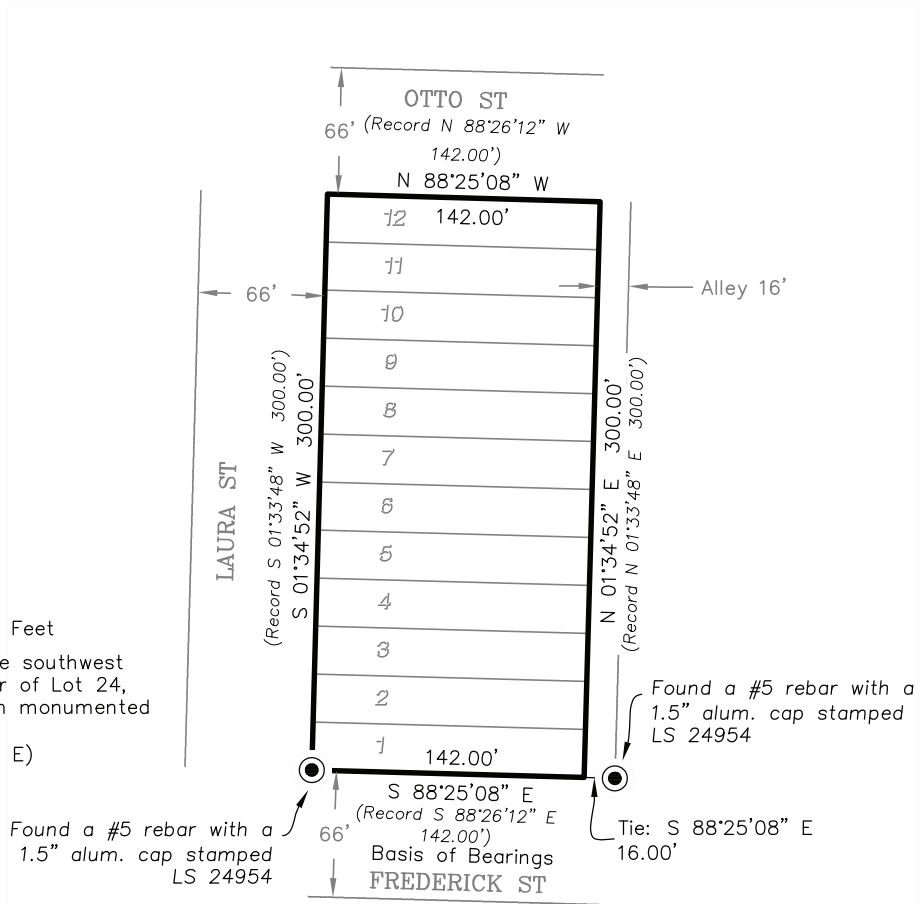 OTTO ST
66' (Record N 88°26'12” W
142.00')
N 88°25'08” W
142.00'
12
11
10
9
8
7
6
5
4
3
2
1
66'
Alley 16'
LAURA ST
(Record S 01°33'48” W 300.00')
S 01°34'52” W 300.00'
N 01°34'52” E 300.00'
(Record N 01°33'48” E 300.00')
Feet
e southwest
r of Lot 24,
n monumented
E)
Found a #5 rebar with a
1.5” alum. cap stamped
LS 24954
142.00'
S 88°25'08” E
(Record S 88°26'12” E
142.00')
Basis of Bearings
66'
FREDERICK ST
Found a #5 rebar with a
1.5” alum. cap stamped
LS 24954
Tie: S 88°25'08” E
16.00'